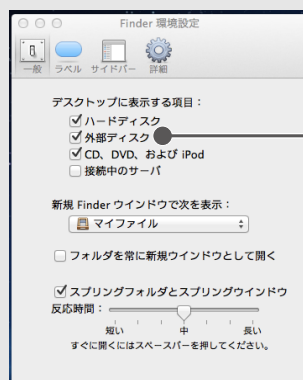 Finder 環境設定
一般 ラベル サイドバー 詳細
デスクトップに表示する項目：
ハードディスク
外部ディスク
CD、DVD、および iPod
接続中のサーバ
新規 Finder ウインドウで次を表示：
マイファイル
フォルダを常に新規ウインドウとして開く
スプリングフォルダとスプリングウインドウ
反応時間：
短い 中 長い
すぐに開くにはスペースバーを押してください。